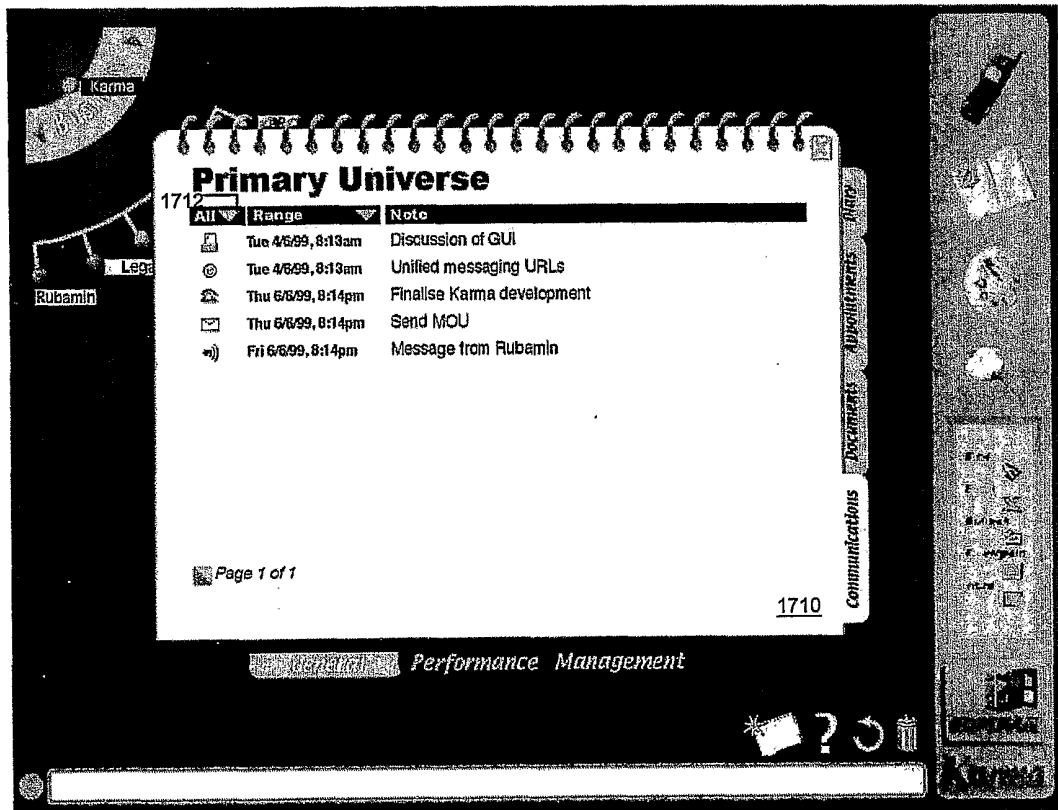 Karma
Primary Universe
1712
All Range Note
Tue 4/6/99, 8:13am Discussion of GUI
Tue 4/6/99, 8:13am Unified messaging URLs
Thu 6/6/99, 8:14pm Finalise Karma development
Thu 6/6/99, 8:14pm Send MOU
Fri 6/6/99, 8:14pm Message from Rubamin
Lega
Rubamin
Diary
Appointments
Documents
Communications
Page 1 of 1
1710
General Performance Management
?
Karma